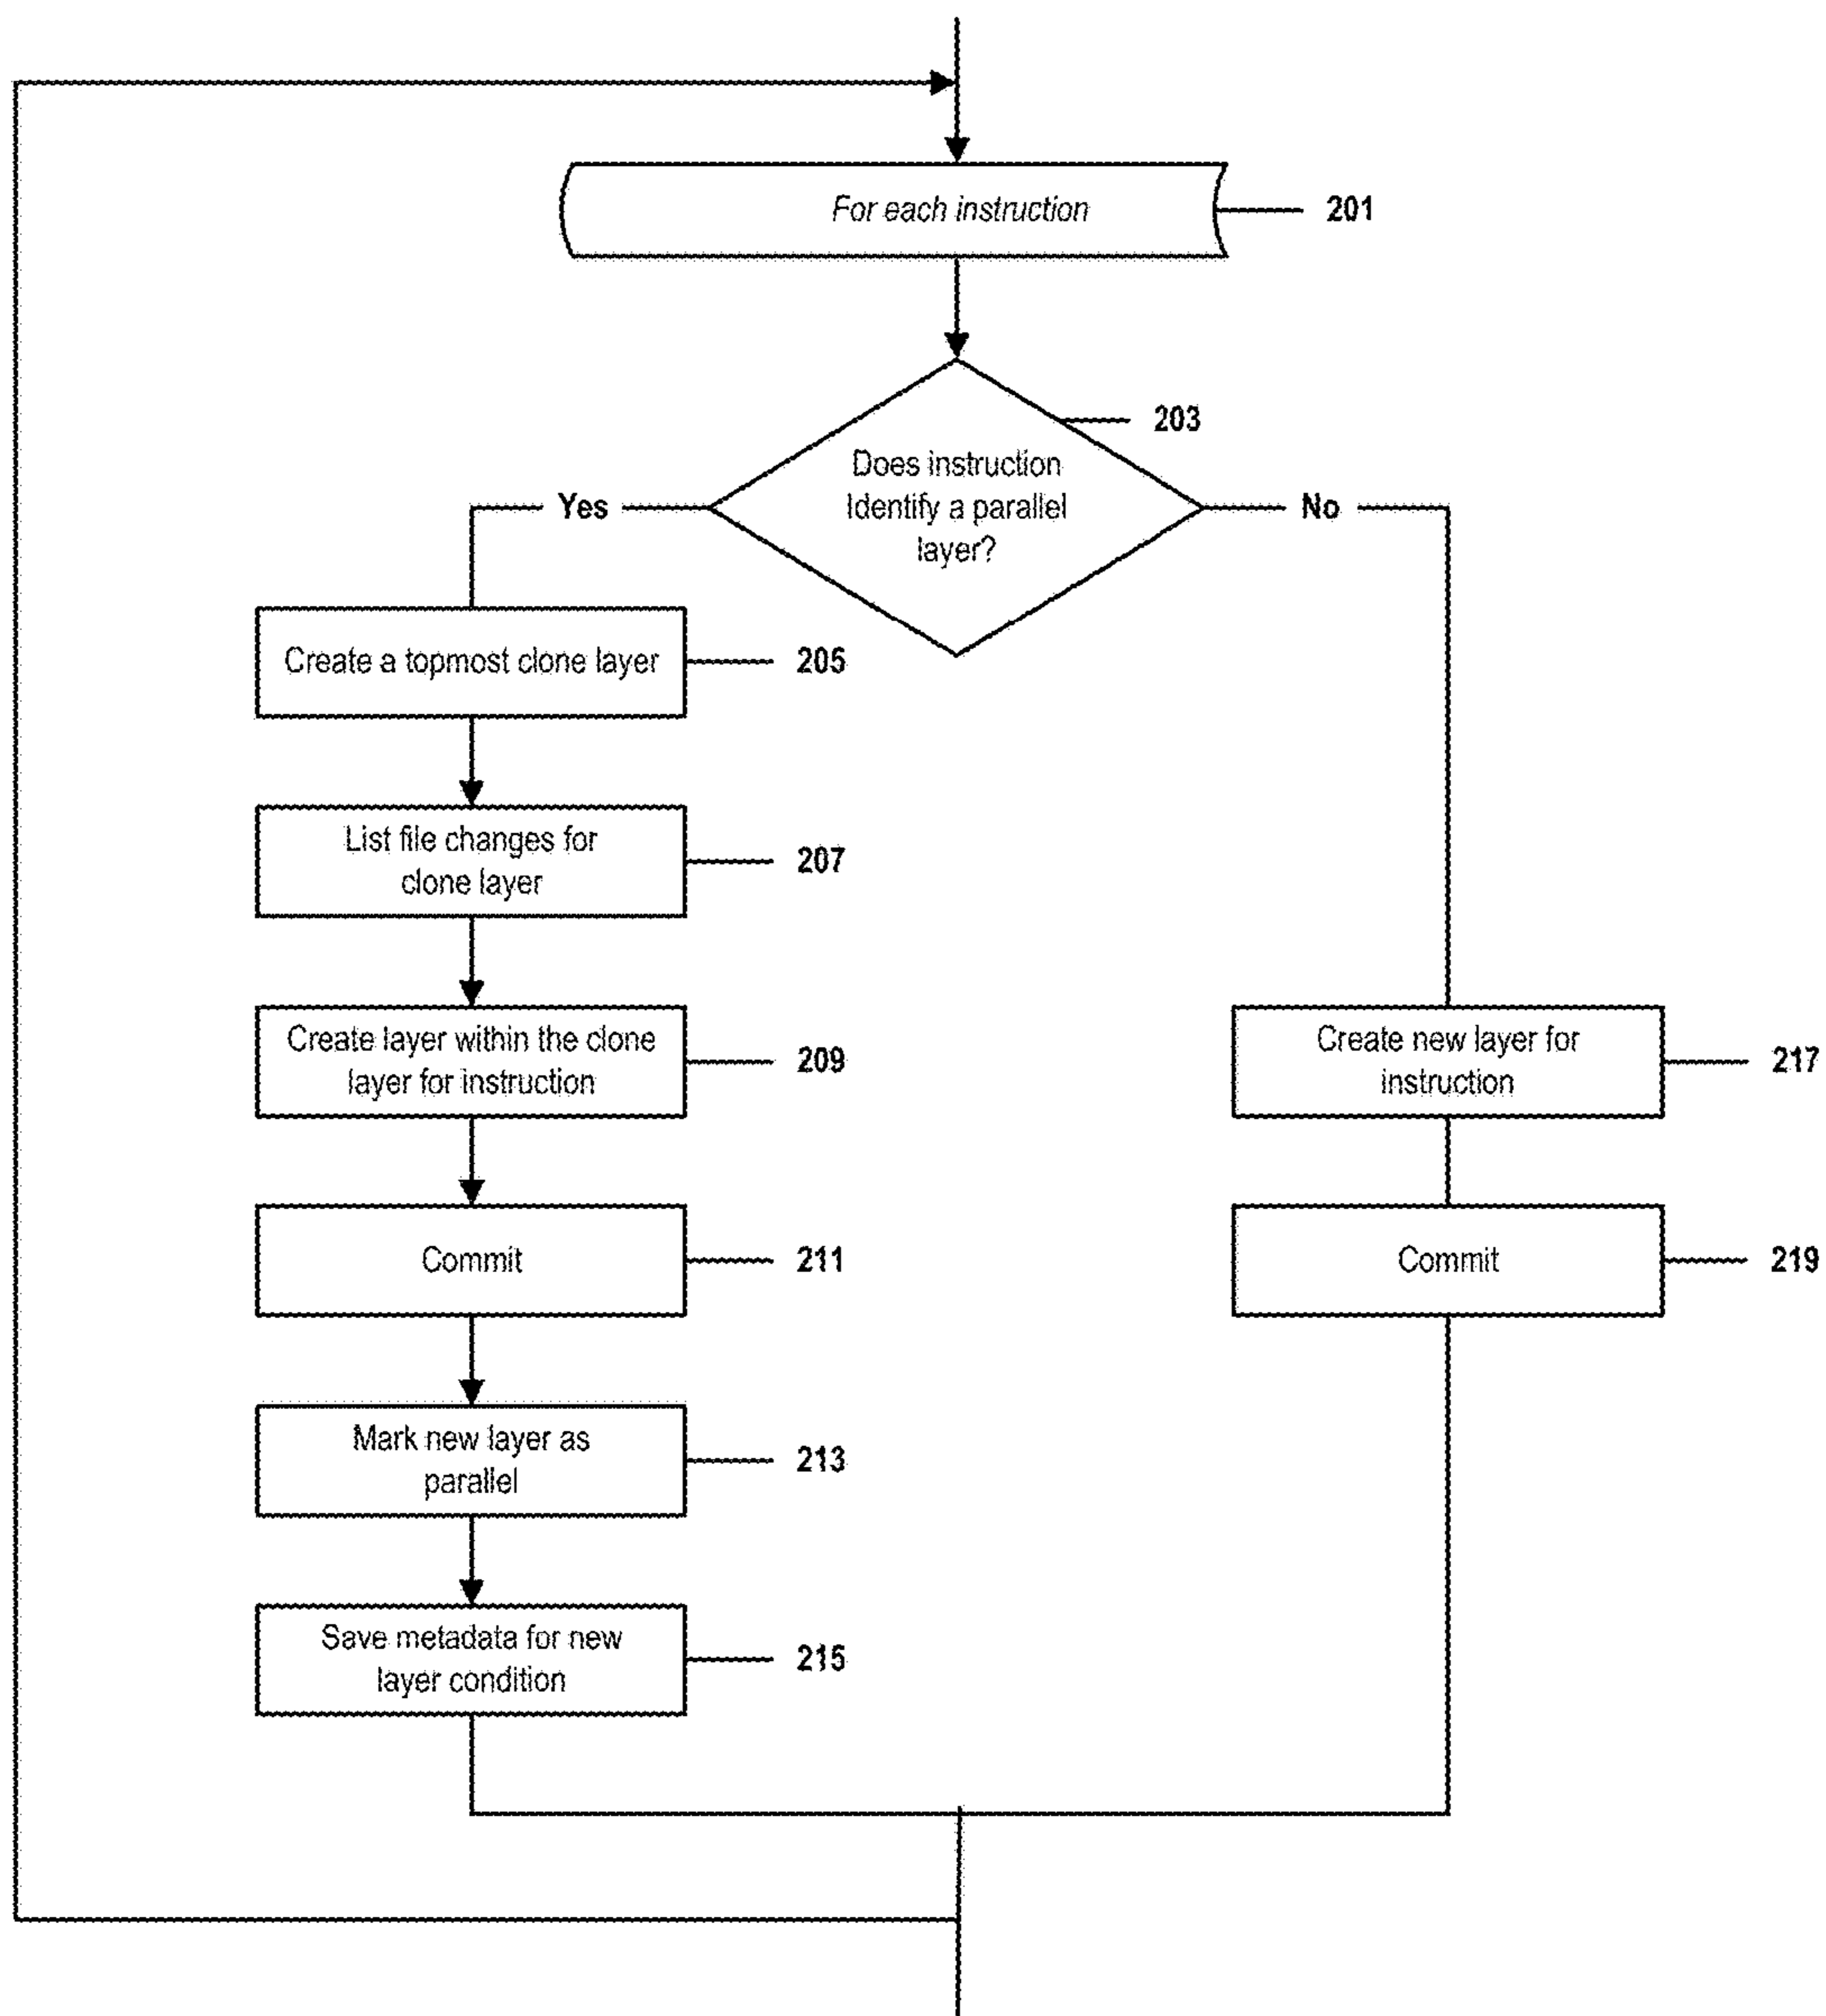 For each instruction
201
203
Does instruction
Identify a parallel
layer?
Yes
No
Create a topmost clone layer
205
List file changes for
clone layer
207
Create layer within the clone
layer for instruction
209
Create new layer for
instruction
217
Commit
211
Commit
219
Mark new layer as
parallel
213
Save metadata for new
layer condition
215